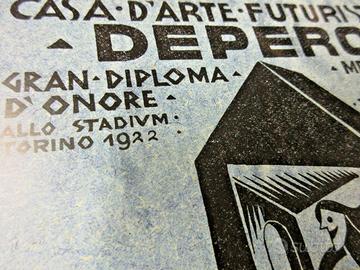 CASA·D'ARTE·FUTURIS
DEPERO
GRAN·DIPLOMA
D'ONORE
ALLO STADIVM·
TORINO 1922